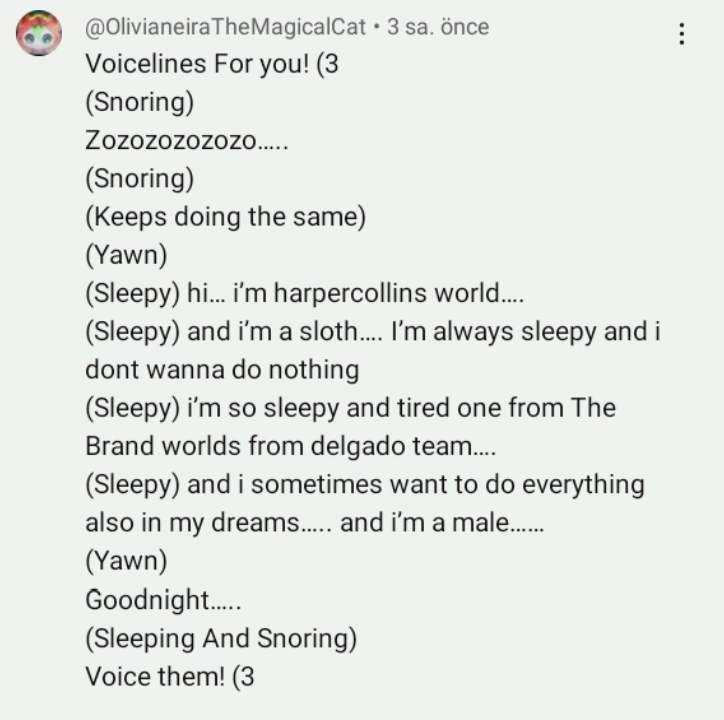 @OlivianeiraTheMagicalCat • 3 sa. önce
Voicelines For you! (3
(Snoring)
Zozozozozozo.....
(Snoring)
(Keeps doing the same)
(Yawn)
(Sleepy) hi... i’m harpercollins world....
(Sleepy) and i’m a sloth.... I’m always sleepy and i
dont wanna do nothing
(Sleepy) i’m so sleepy and tired one from The
Brand worlds from delgado team....
(Sleepy) and i sometimes want to do everything
also in my dreams..... and i’m a male......
(Yawn)
Goodnight.....
(Sleeping And Snoring)
Voice them! (3